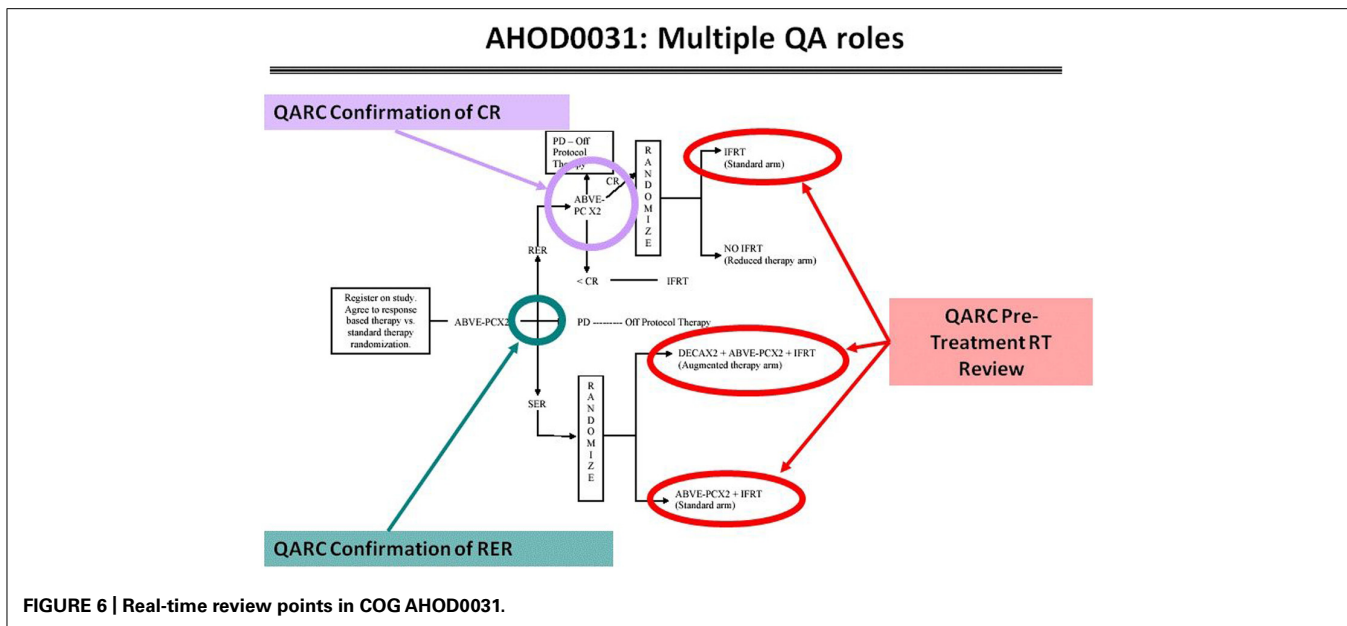 AHOD0031: Multiple QA roles
QARC Confirmation of CR
PD – Off
Protocol
Therapy
CR
ABVE-
PC X2
RER
< CR
IFRT
R
A
N
D
O
M
I
Z
E
IFRT
(Standard arm)
NO IFRT
(Reduced therapy arm)
Register on study.
Agree to response
based therapy vs.
standard therapy
randomization.
ABVE-PCX2
PD --------- Off Protocol Therapy
QARC Pre-
Treatment RT
Review
SER
R
A
N
D
O
M
I
Z
E
DECAX2 + ABVE-PCX2 + IFRT
(Augmented therapy arm)
ABVE-PCX2 + IFRT
(Standard arm)
QARC Confirmation of RER
FIGURE 6 | Real-time review points in COG AHOD0031.